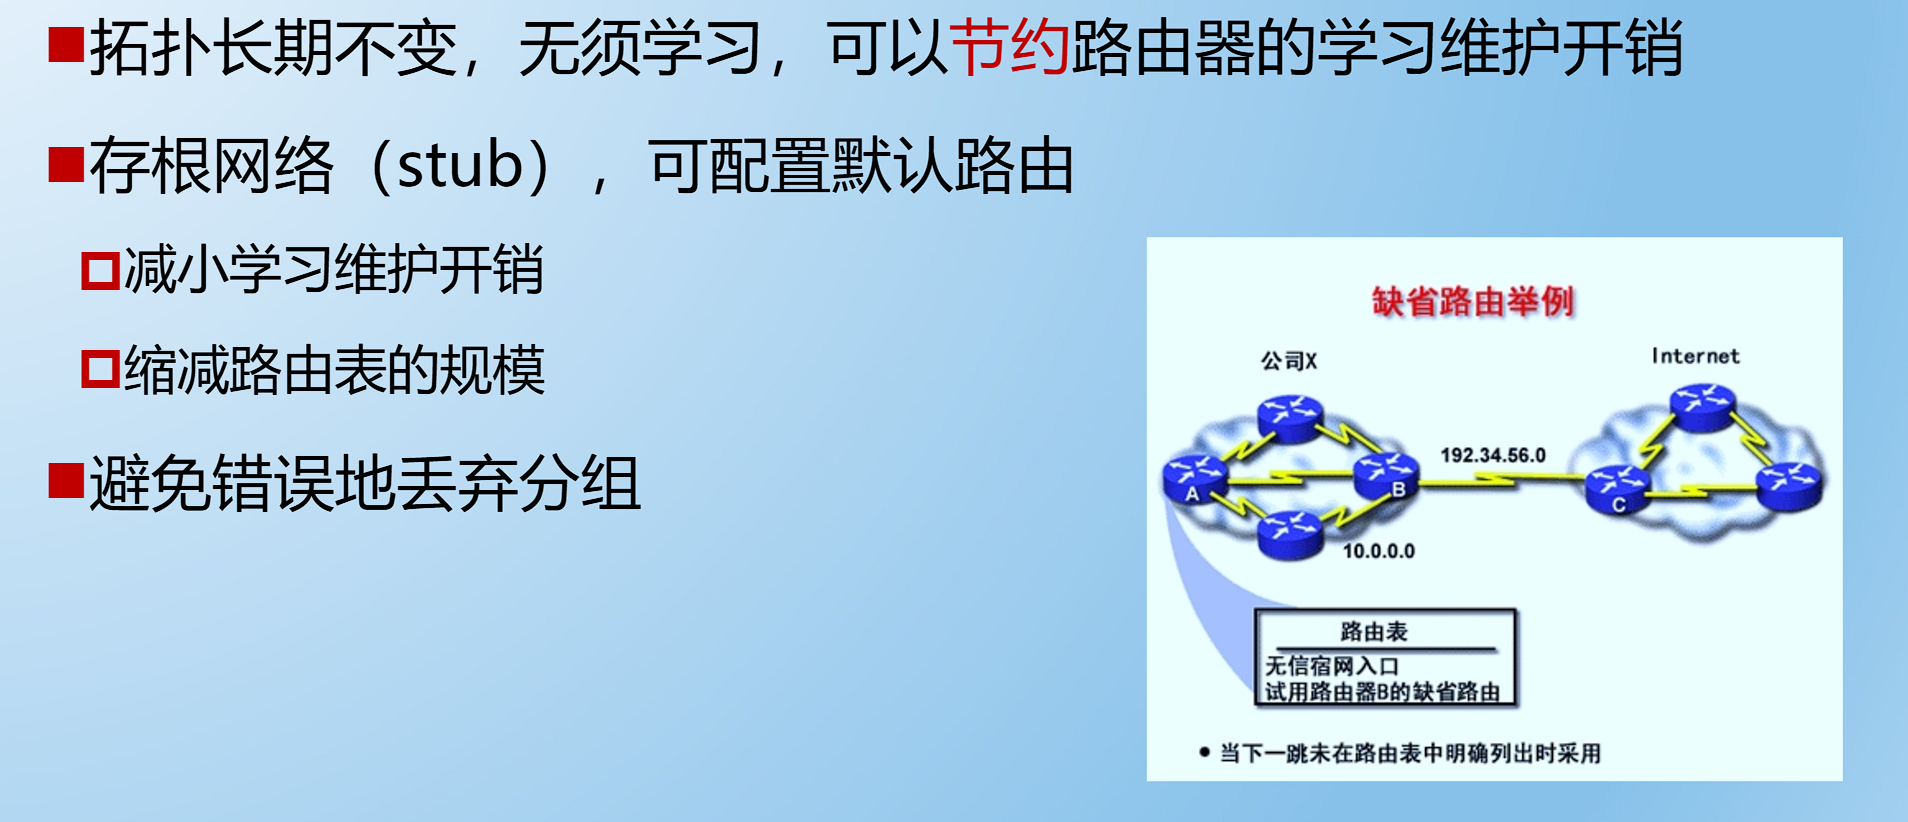 拓扑长期不变，无须学习，可以节约路由器的学习维护开销
存根网络（stub），可配置默认路由
减小学习维护开销
缩减路由表的规模
避免错误地丢弃分组
缺省路由举例
公司X
Internet
192.34.56.0
A
B
C
10.0.0.0
路由表
无信宿网入口
试用路由器B的缺省路由
● 当下一跳未在路由表中明确列出时采用